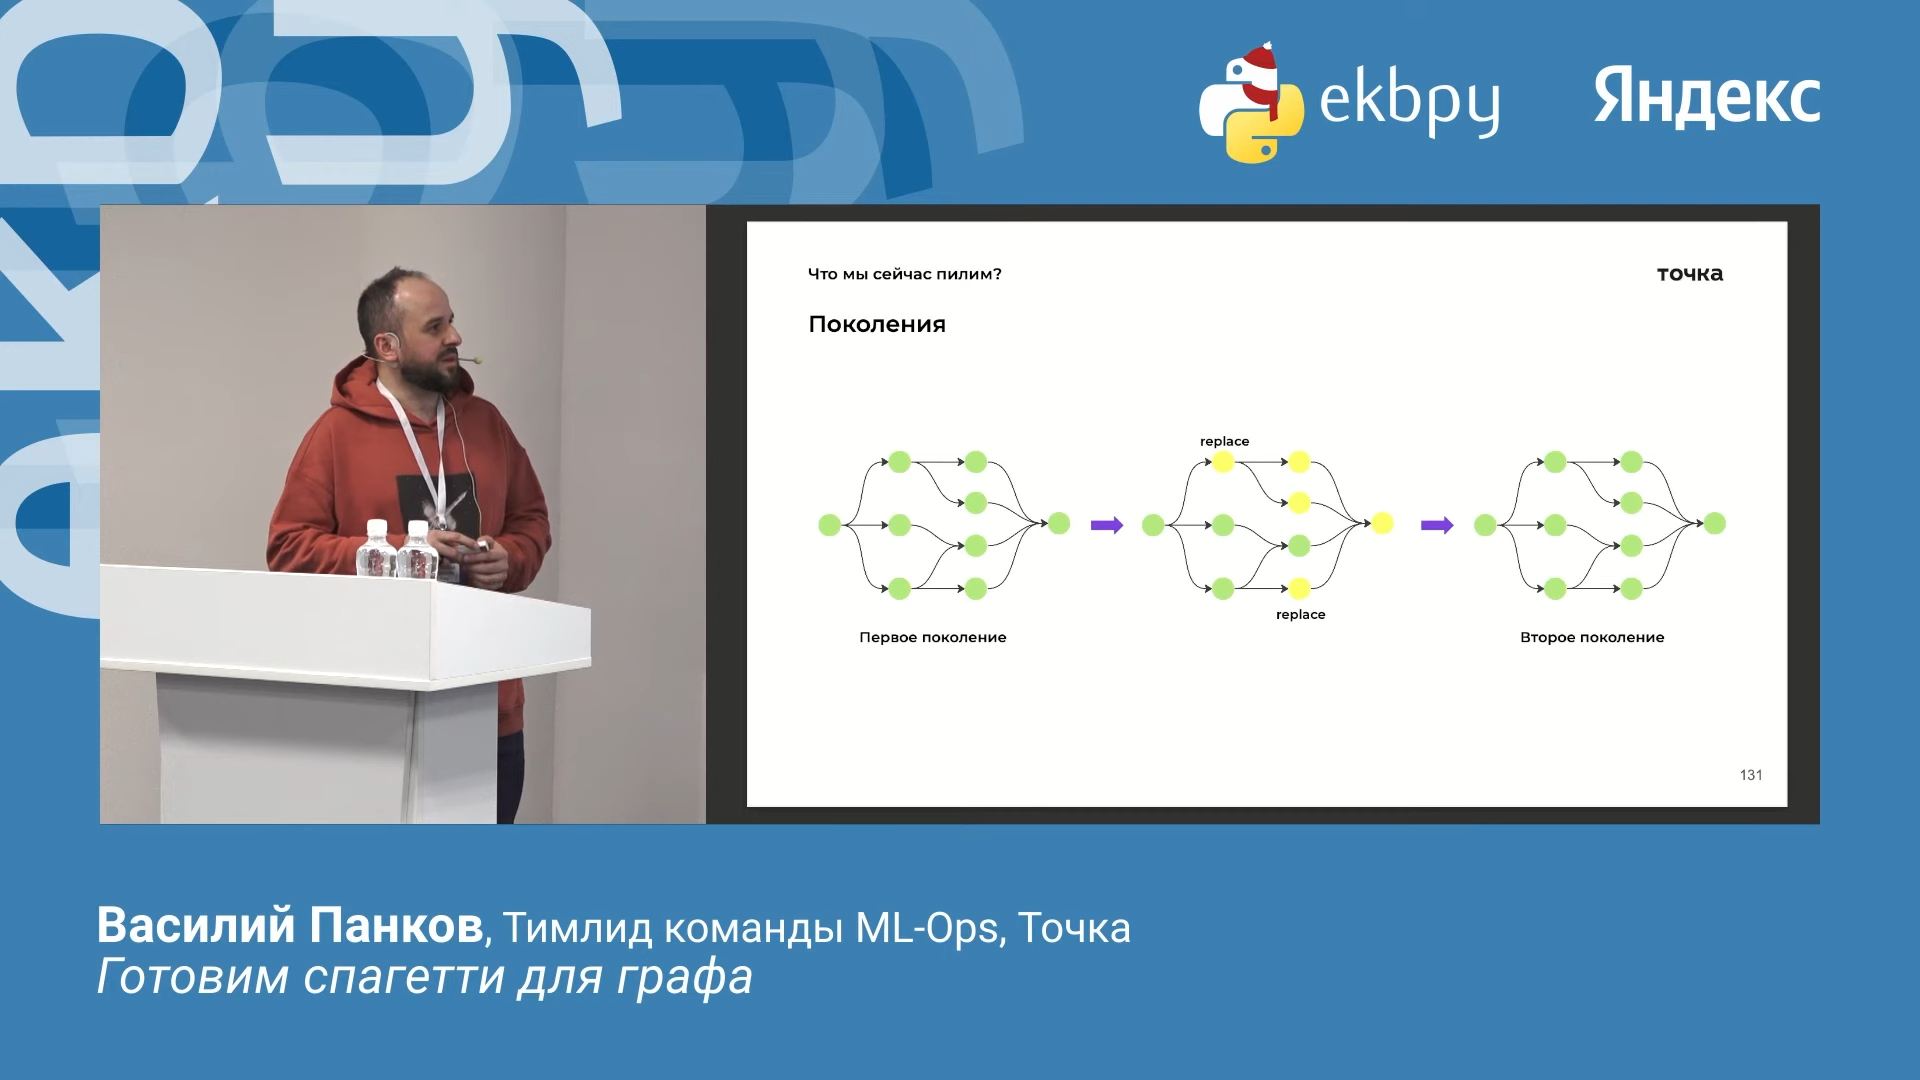 ekbpy
Яндекс
Что мы сейчас пилим?
точка
Поколения
replace
replace
Первое поколение
Второе поколение
131
Василий Панков, Тимлид команды ML-Ops, Точка
Готовим спагетти для графа